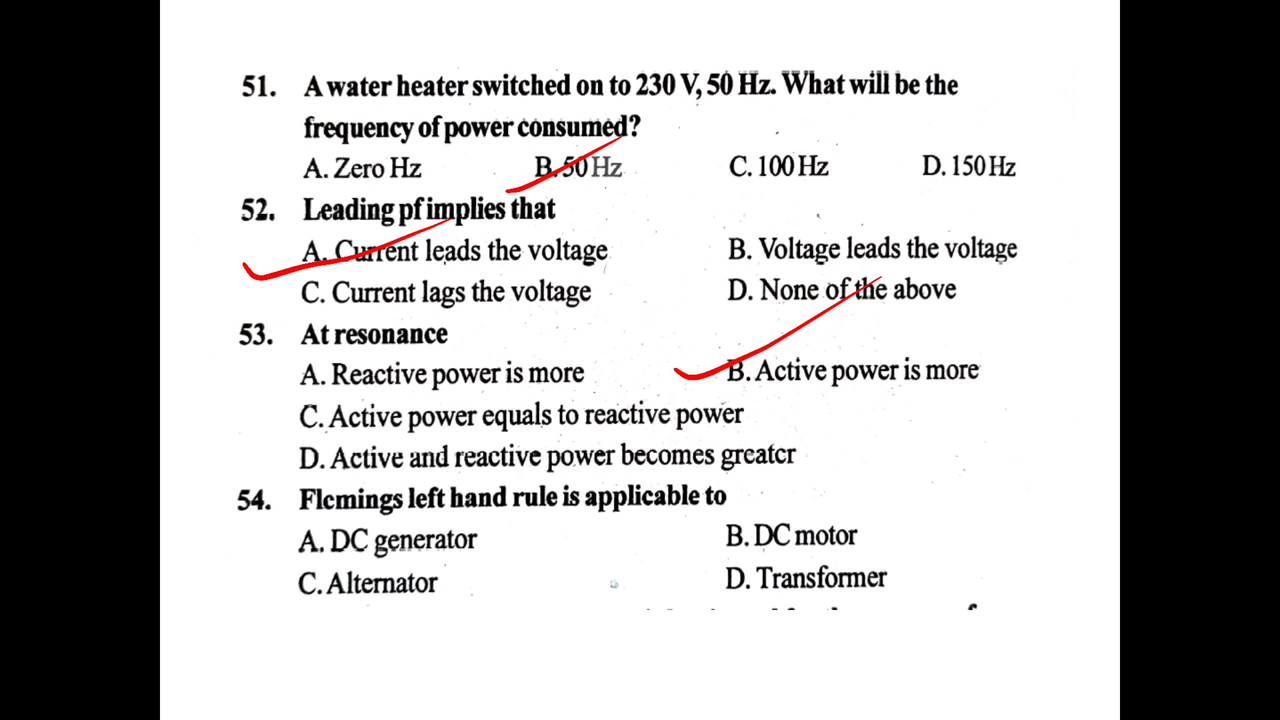 51. A water heater switched on to 230 V, 50 Hz. What will be the
frequency of power consumed?
A. Zero Hz B. 50 Hz C. 100 Hz D. 150 Hz
52. Leading pf implies that
A. Current leads the voltage B. Voltage leads the voltage
C. Current lags the voltage D. None of the above
53. At resonance
A. Reactive power is more B. Active power is more
C. Active power equals to reactive power
D. Active and reactive power becomes greater
54. Flemings left hand rule is applicable to
A. DC generator B. DC motor
C. Alternator D. Transformer